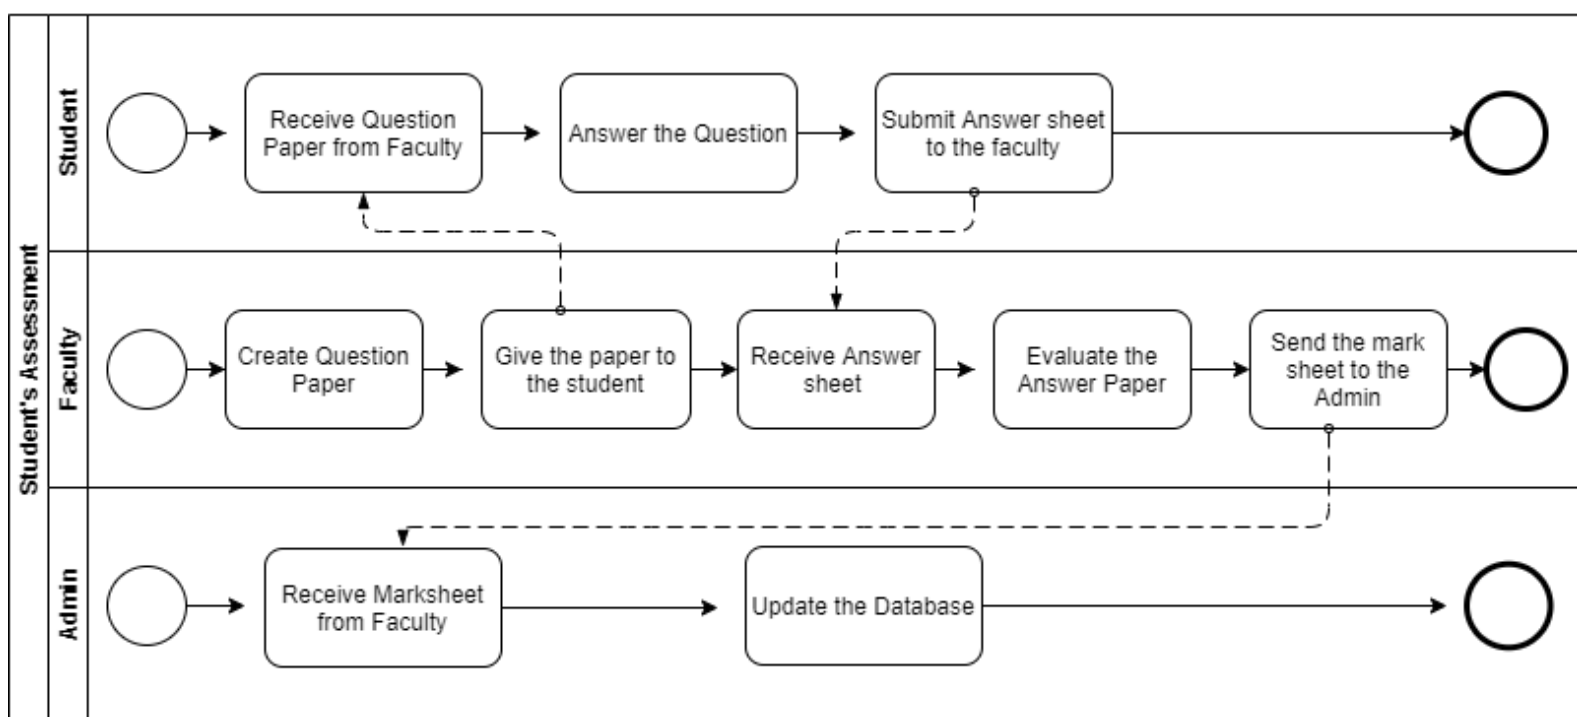 Student's Assessment
Student
Receive Question
Paper from Faculty
Answer the Question
Submit Answer sheet
to the faculty
Faculty
Create Question
Paper
Give the paper to
the student
Receive Answer
sheet
Evaluate the
Answer Paper
Send the mark
sheet to the
Admin
Admin
Receive Marksheet
from Faculty
Update the Database